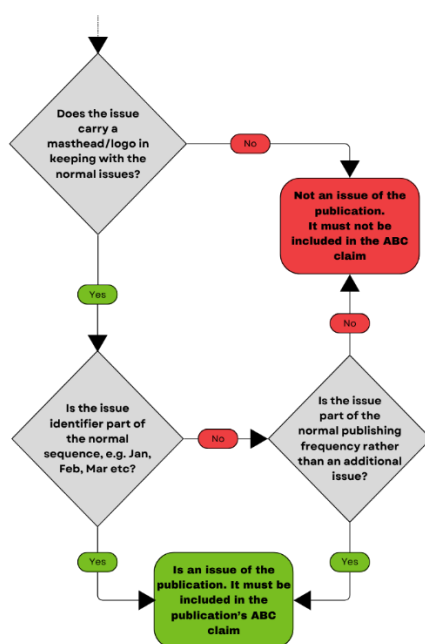 Does the issue
carry a
masthead/logo in
keeping with the
normal issues?
No
Not an issue of the
publication.
It must not be
included in the ABC
claim
Yes
No
Is the issue
identifier part of
the normal
sequence, e.g. Jan,
Feb, Mar etc?
No
Is the issue
part of the
normal publishing
frequency rather
than an additional
issue?
Yes
Is an issue of the
publication. It must be
included in the
publication's ABC
claim
Yes